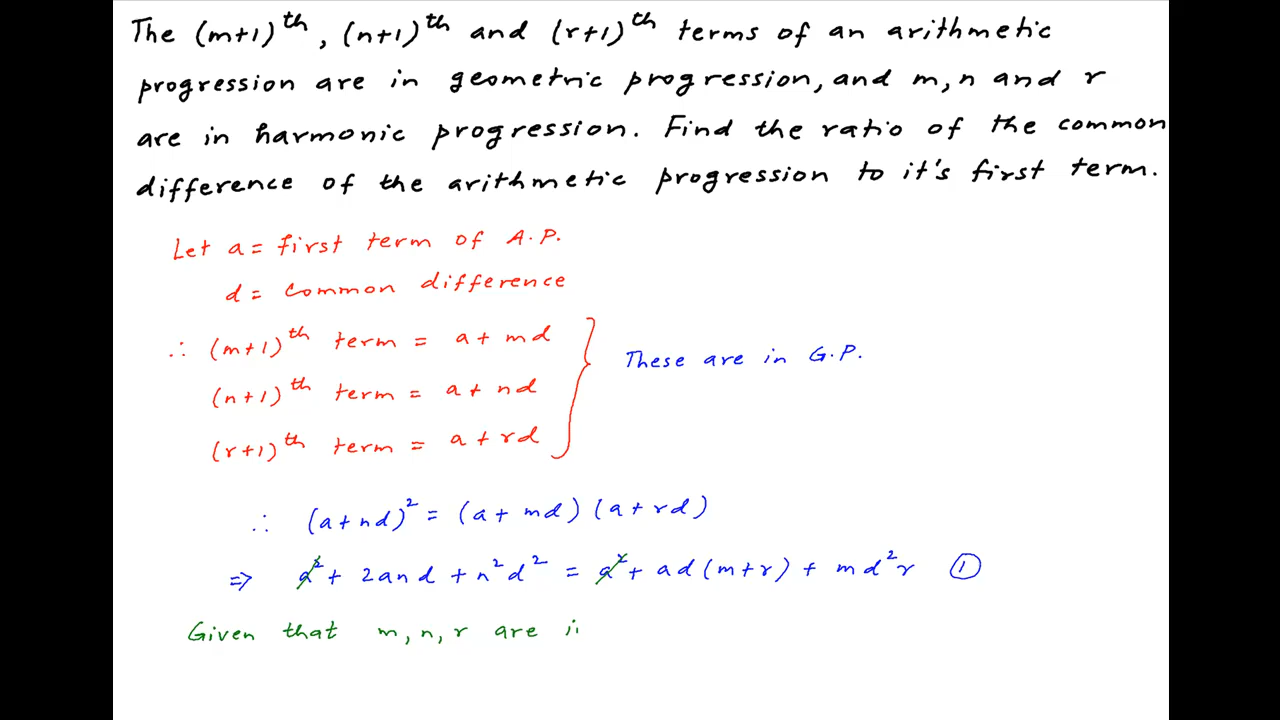 The (m+1)ᵗʰ, (n+1)ᵗʰ and (r+1)ᵗʰ terms of an arithmetic
progression are in geometric progression, and m, n and r
are in harmonic progression. Find the ratio of the common
difference of the arithmetic progression to it's first term.
Let a = first term of A.P.
d = common difference
∴ (m+1)ᵗʰ term = a + md
(n+1)ᵗʰ term = a + nd
These are in G.P.
(r+1)ᵗʰ term = a + rd
∴ (a + nd)² = (a + md) (a + rd)
⇒ a² + 2and + n²d² = a² + ad(m+r) + md²r ①
Given that m, n, r are i